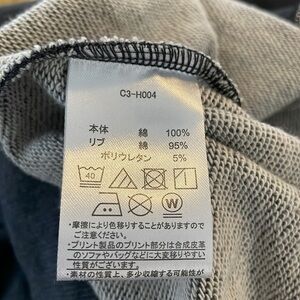 C3-H004
本体 綿 100%
リブ 綿 95%
ポリウレタン 5%
40
W
・摩擦により色移りすることがありますので
ご注意ください。
・プリント製品のプリント部分は合成皮革
のソファやバッグなどに大変移りやすい
性質がございます。
・素材の性質上、多少収縮する可能性が